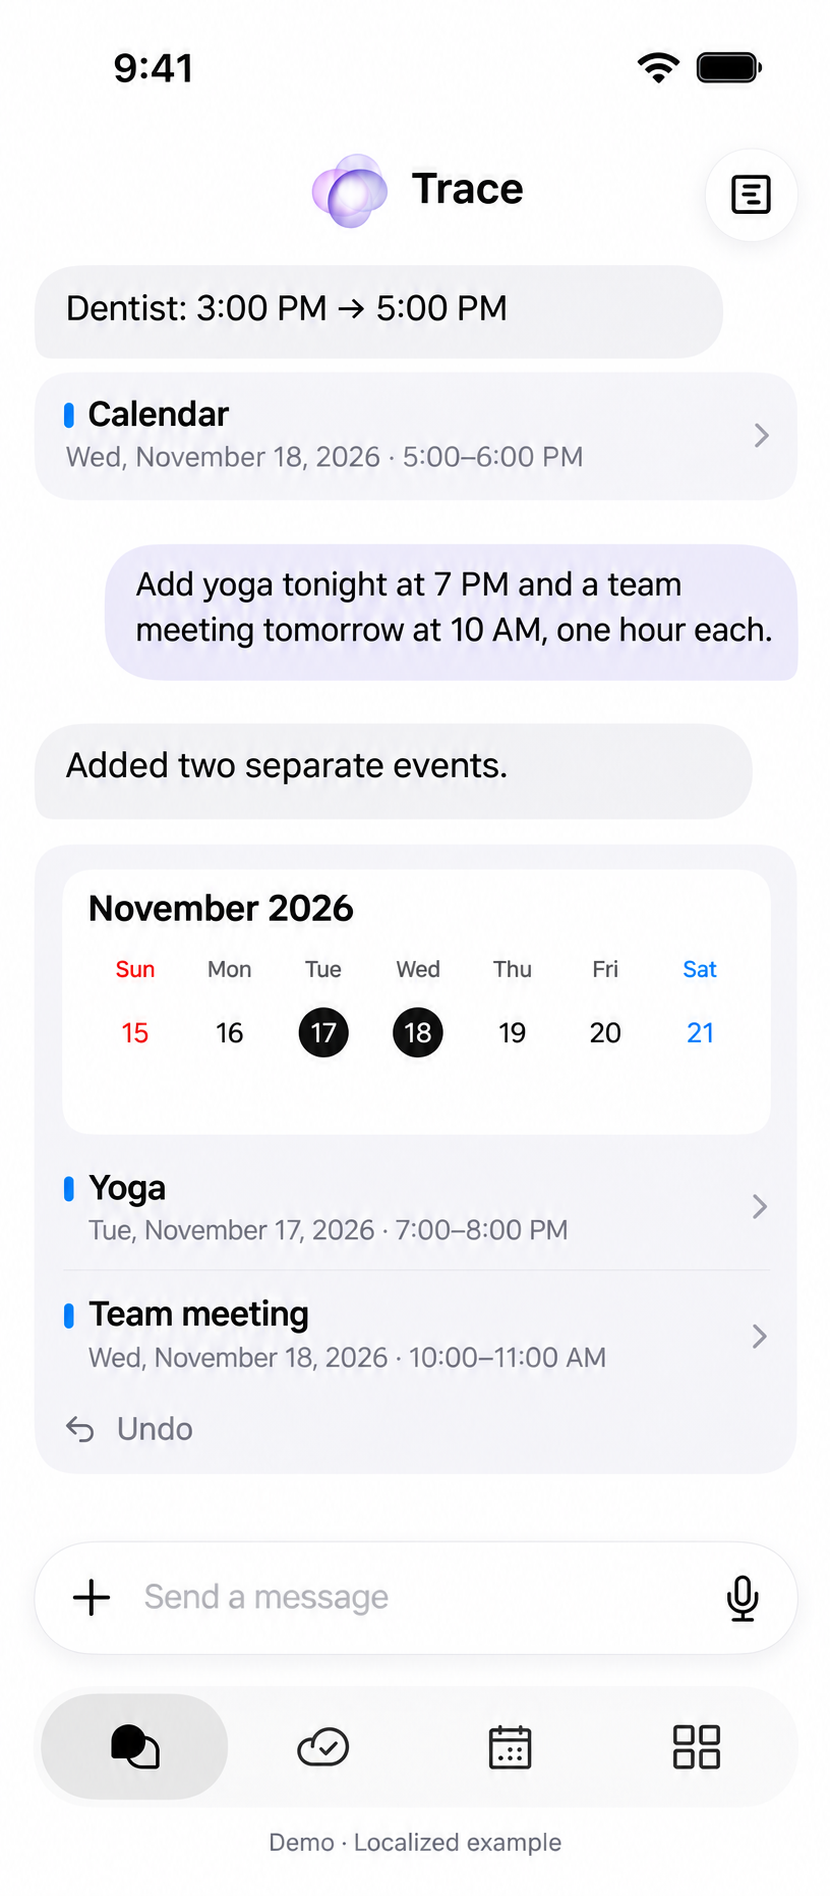 9:41
Trace
Dentist: 3:00 PM → 5:00 PM
Calendar
Wed, November 18, 2026 · 5:00–6:00 PM
Add yoga tonight at 7 PM and a team
meeting tomorrow at 10 AM, one hour each.
Added two separate events.
November 2026
Sun Mon Tue Wed Thu Fri Sat
15 16 17 18 19 20 21
Yoga
Tue, November 17, 2026 · 7:00–8:00 PM
Team meeting
Wed, November 18, 2026 · 10:00–11:00 AM
Undo
Send a message
Demo · Localized example